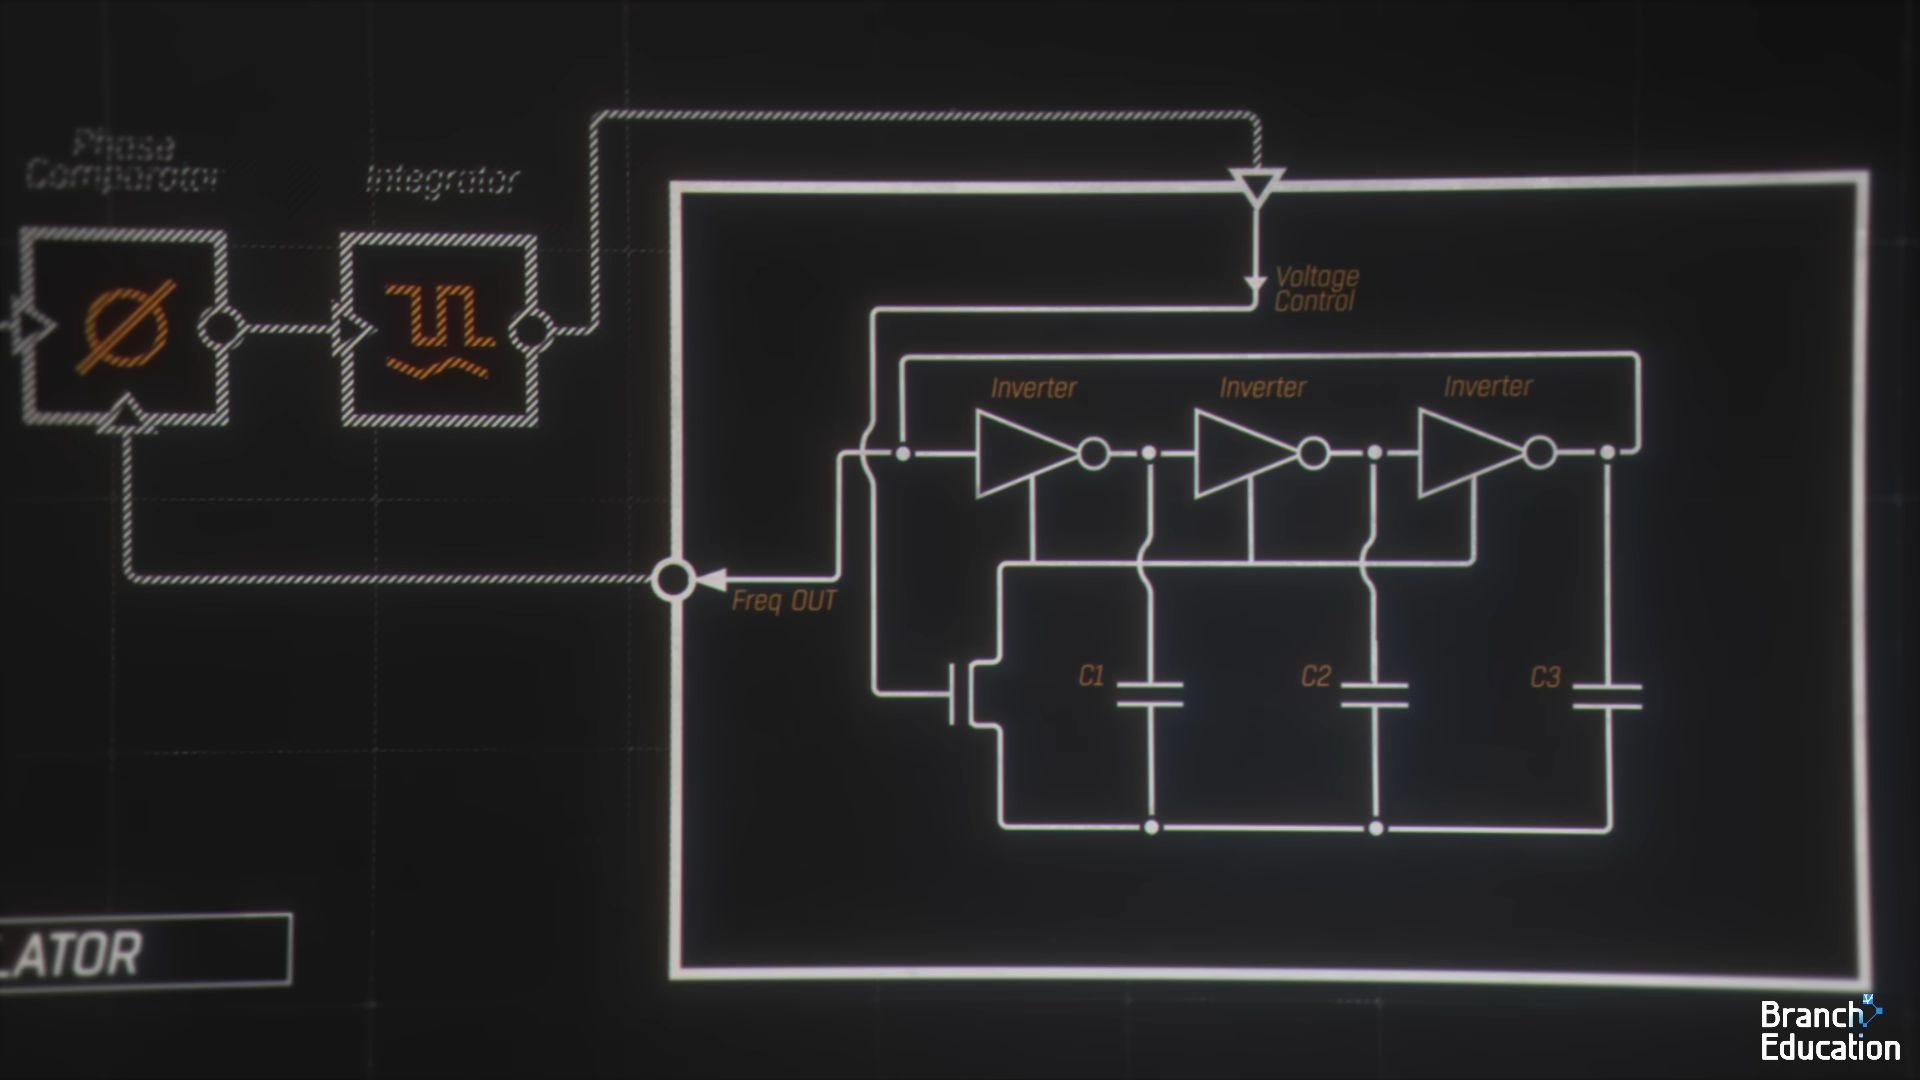 Phase
Comparator
Integrator
Voltage
Control
Inverter
Inverter
Inverter
Freq OUT
C1
C2
C3
LATOR
Branch
Education